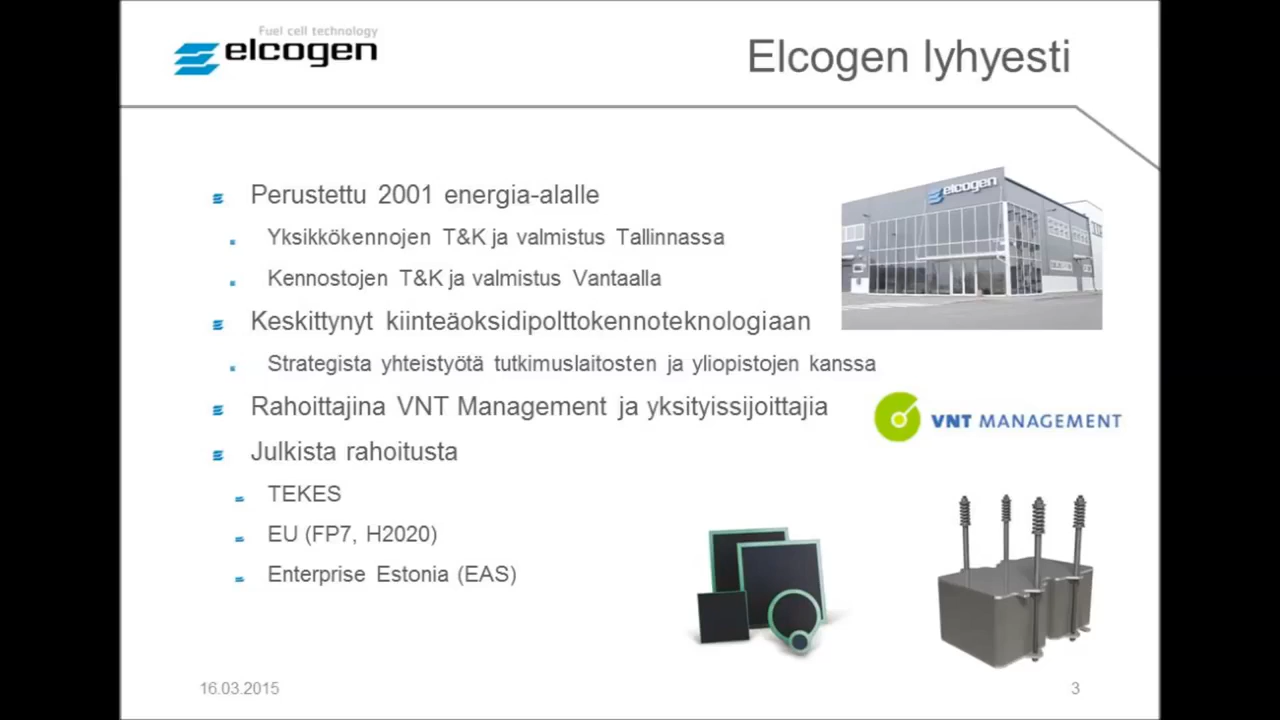 Fuel cell technology
elcogen
Elcogen lyhyesti
Perustettu 2001 energia-alalle
Yksikkökennojen T&K ja valmistus Tallinnassa
Kennostojen T&K ja valmistus Vantaalla
elcogen
Keskittynyt kiinteäoksidipolttokennoteknologiaan
Strategista yhteistyötä tutkimuslaitosten ja yliopistojen kanssa
Rahoittajina VNT Management ja yksityissijoittajia
VNT MANAGEMENT
Julkista rahoitusta
TEKES
EU (FP7, H2020)
Enterprise Estonia (EAS)
16.03.2015
3